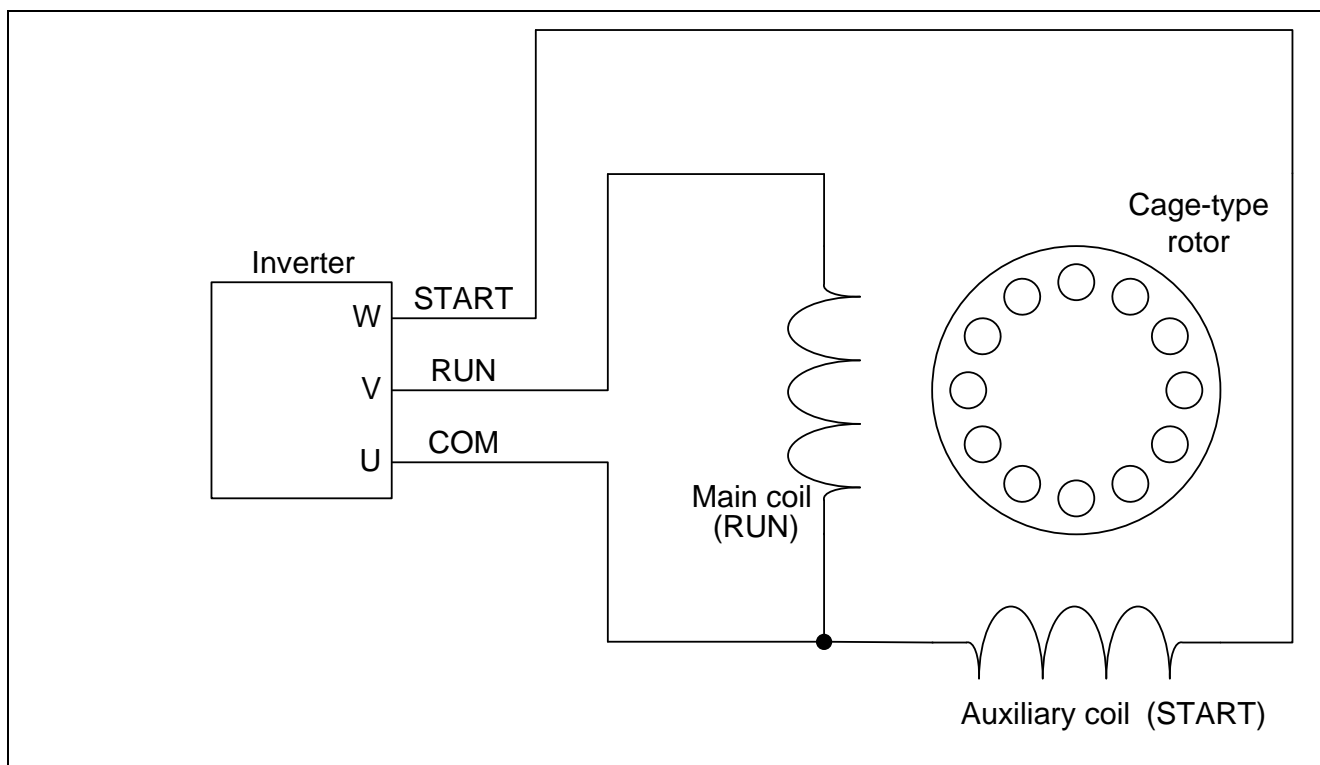 Cage-type
rotor
Inverter
W
START
V
RUN
U
COM
Main coil
(RUN)
Auxiliary coil (START)